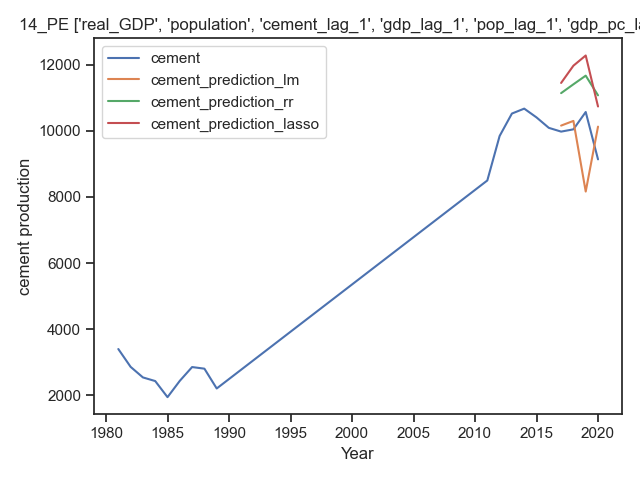 14_PE ['real_GDP', 'population', 'cement_lag_1', 'gdp_lag_1', 'pop_lag_1', 'gdp_pc_la
cement
cement_prediction_lm
cement_prediction_rr
cement_prediction_lasso
12000
10000
8000
6000
4000
2000
cement production
1980
1985
1990
1995
2000
2005
2010
2015
2020
Year